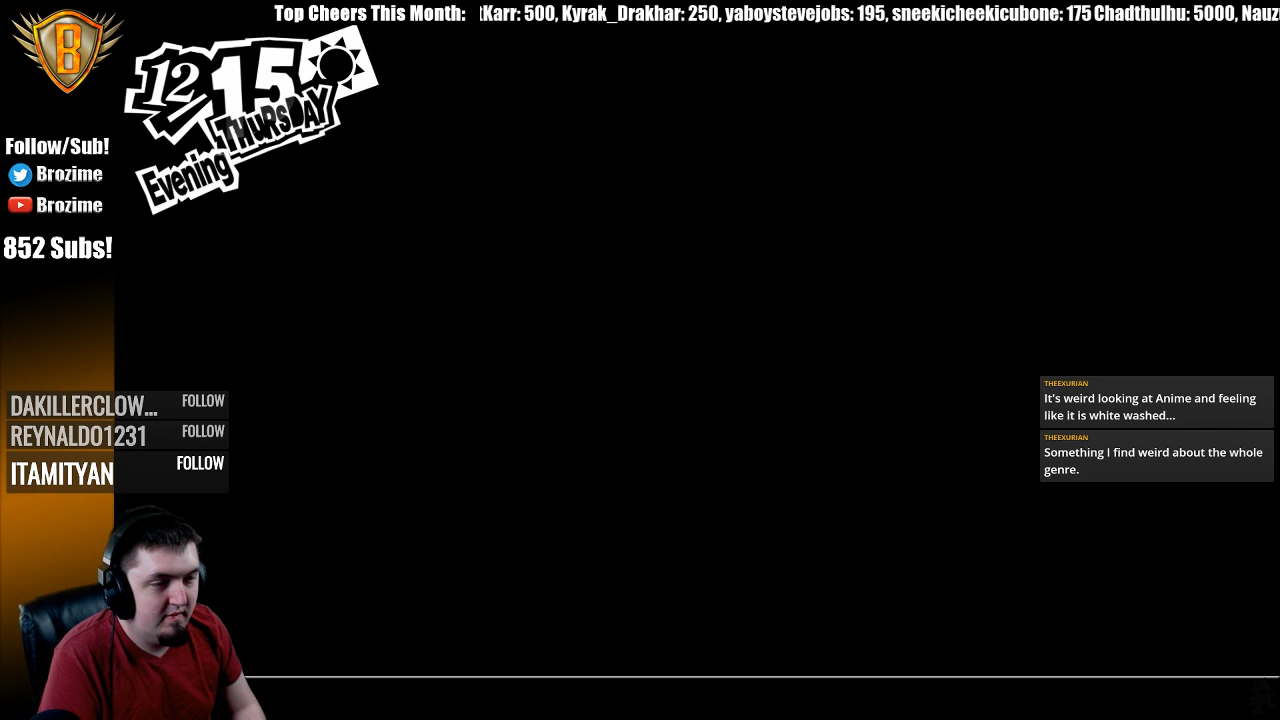 Top Cheers This Month: Karr: 500, Kyrak_Drakhar: 250, yaboystevejobs: 195, sneekicheekicubone: 175 Chadthulhu: 5000, Nauz
B
12 15
THURSDAY
Evening
Follow/Sub!
Brozime
Brozime
852 Subs!
DAKILLERCLOW... FOLLOW
REYNALDO1231 FOLLOW
ITAMITYAN FOLLOW
THEEXURIAN
It's weird looking at Anime and feeling
like it is white washed...
THEEXURIAN
Something I find weird about the whole
genre.